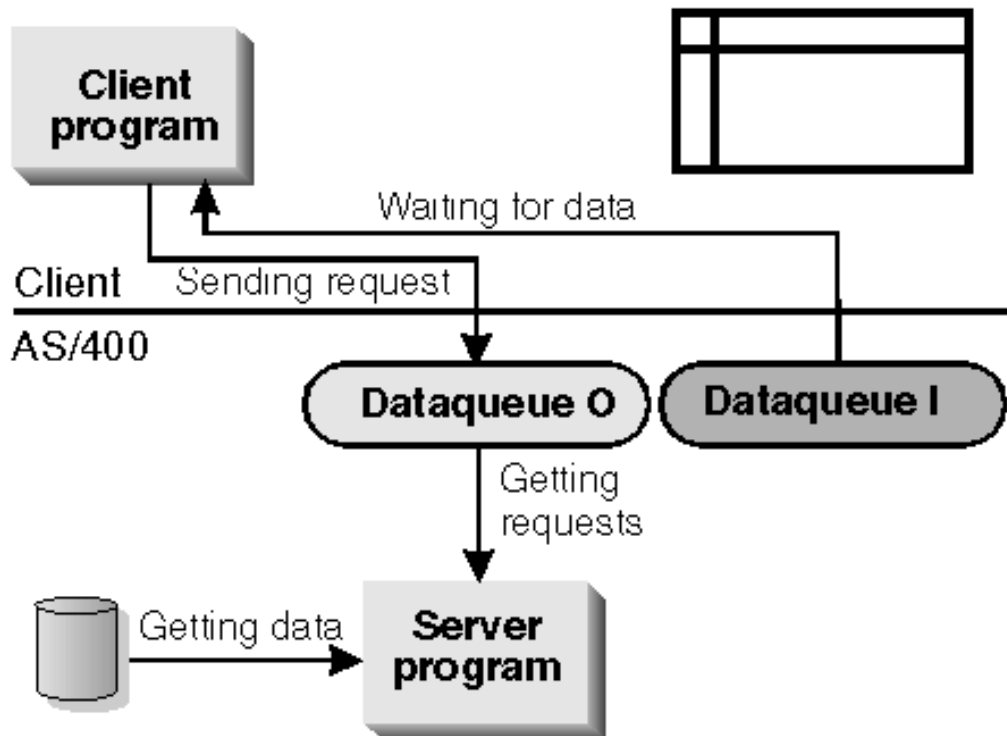 Client
program
Waiting for data
Client
Sending request
AS/400
Dataqueue O
Dataqueue I
Getting
requests
Getting data
Server
program